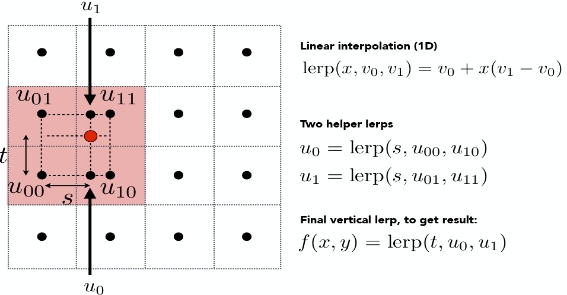 u₁
u₀₁ u₁₁
t
u₀₀ u₁₀
s
u₀
Linear interpolation (1D)
lerp(x, v₀, v₁) = v₀ + x(v₁ − v₀)
Two helper lerps
u₀ = lerp(s, u₀₀, u₁₀)
u₁ = lerp(s, u₀₁, u₁₁)
Final vertical lerp, to get result:
f(x, y) = lerp(t, u₀, u₁)